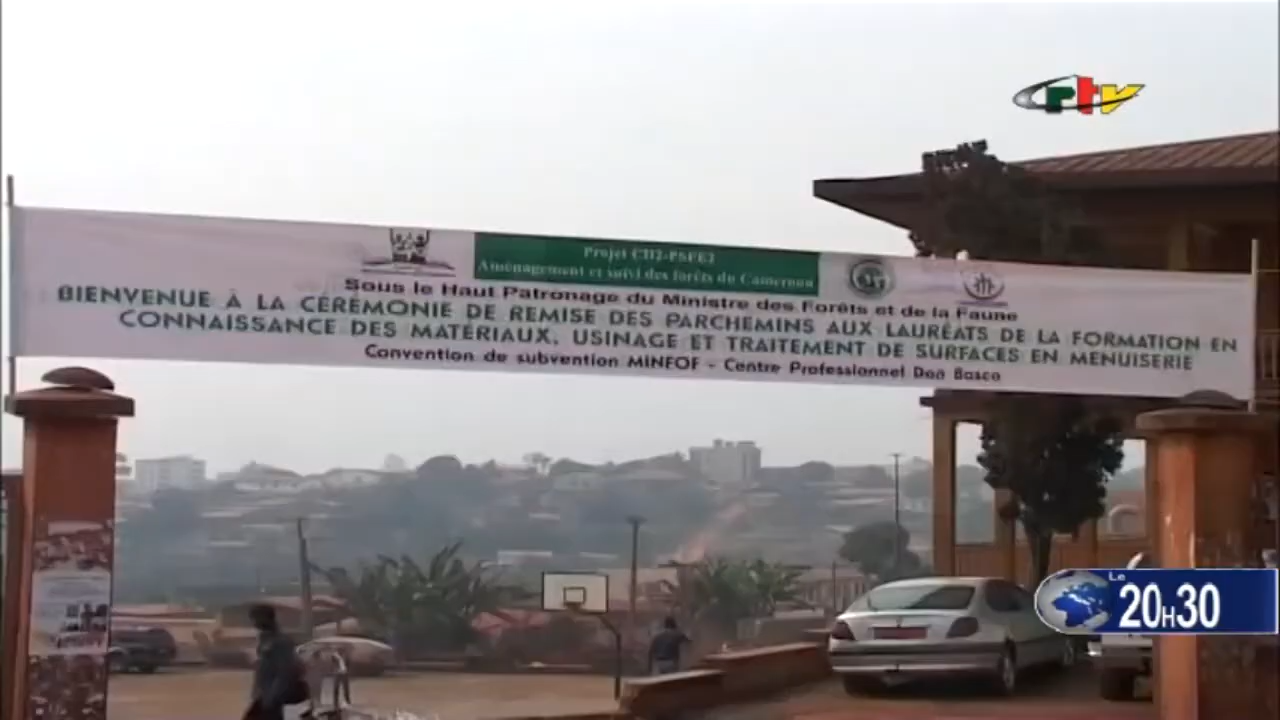 crtv
Projet CD2-PSFE2
Aménagement et suivi des forêts du Cameroun
Sous le Haut Patronage du Ministre des Forêts et de la Faune
BIENVENUE À LA CÉRÉMONIE DE REMISE DES PARCHEMINS AUX LAURÉATS DE LA FORMATION EN
CONNAISSANCE DES MATÉRIAUX, USINAGE ET TRAITEMENT DE SURFACES EN MENUISERIE
Convention de subvention MINFOF - Centre Professionnel Don Bosco
Le
20H30